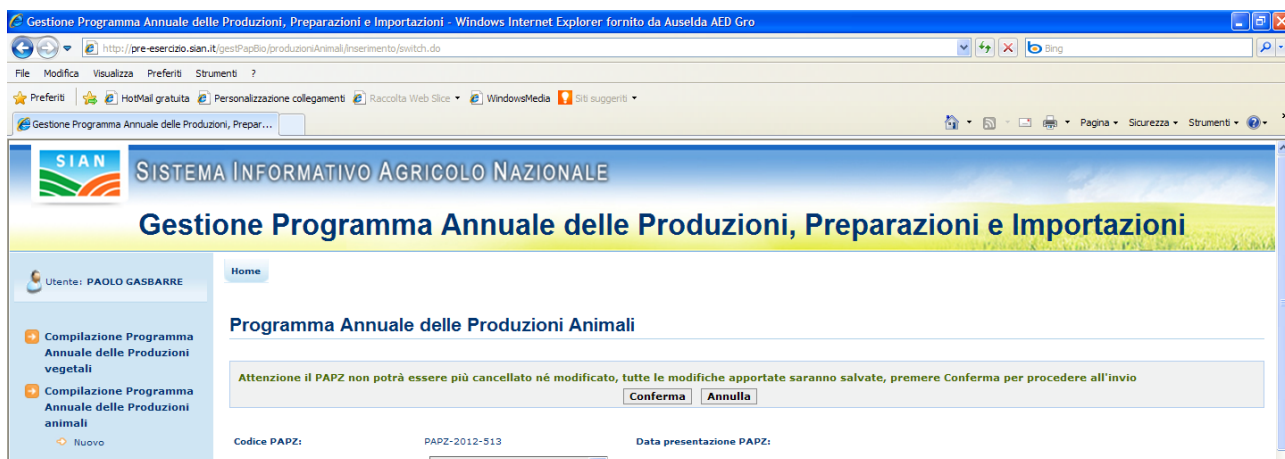 Gestione Programma Annuale delle Produzioni, Preparazioni e Importazioni - Windows Internet Explorer fornito da Auselda AED Gro
http://pre-esercizio.sian.it/gestPapBio/produzioniAnimali/inserimento/switch.do
Bing
File Modifica Visualizza Preferiti Strumenti ?
Preferiti HotMail gratuita Personalizzazione collegamenti Raccolta Web Slice WindowsMedia Siti suggeriti
Gestione Programma Annuale delle Produzioni, Prepar... Pagina Sicurezza Strumenti
SIAN SISTEMA INFORMATIVO AGRICOLO NAZIONALE
Gestione Programma Annuale delle Produzioni, Preparazioni e Importazioni
Utente: PAOLO GASBARRE
Home
Compilazione Programma
Annuale delle Produzioni
vegetali
Compilazione Programma
Annuale delle Produzioni
animali
Nuovo
Programma Annuale delle Produzioni Animali
Attenzione il PAPZ non potrà essere più cancellato né modificato, tutte le modifiche apportate saranno salvate, premere Conferma per procedere all'invio
Conferma Annulla
Codice PAPZ: PAPZ-2012-513 Data presentazione PAPZ: